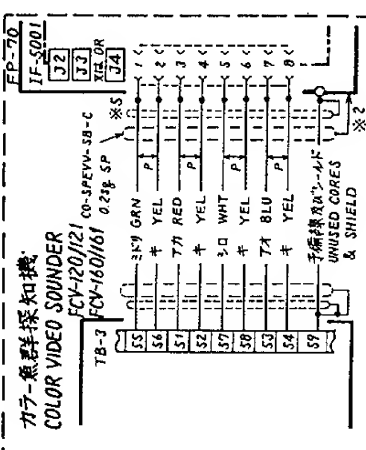 FP-70
IF-5001
J2
J3
又は OR
J4
1 2 3 4 5 6 7 8
※5
※2
CO-SPEVV-SB-C
0.2sq 5P
P P P P
ミドリ GRN
キ YEL
アカ RED
キ YEL
シロ WHT
キ YEL
アオ BLU
キ YEL
予備線及びシールド
UNUSED CORES
& SHIELD
カラー魚群探知機
COLOR VIDEO SOUNDER
FCV-120/121
FCV-160/161
TB-3
S5 S6 S1 S2 S7 S8 S3 S4 S9